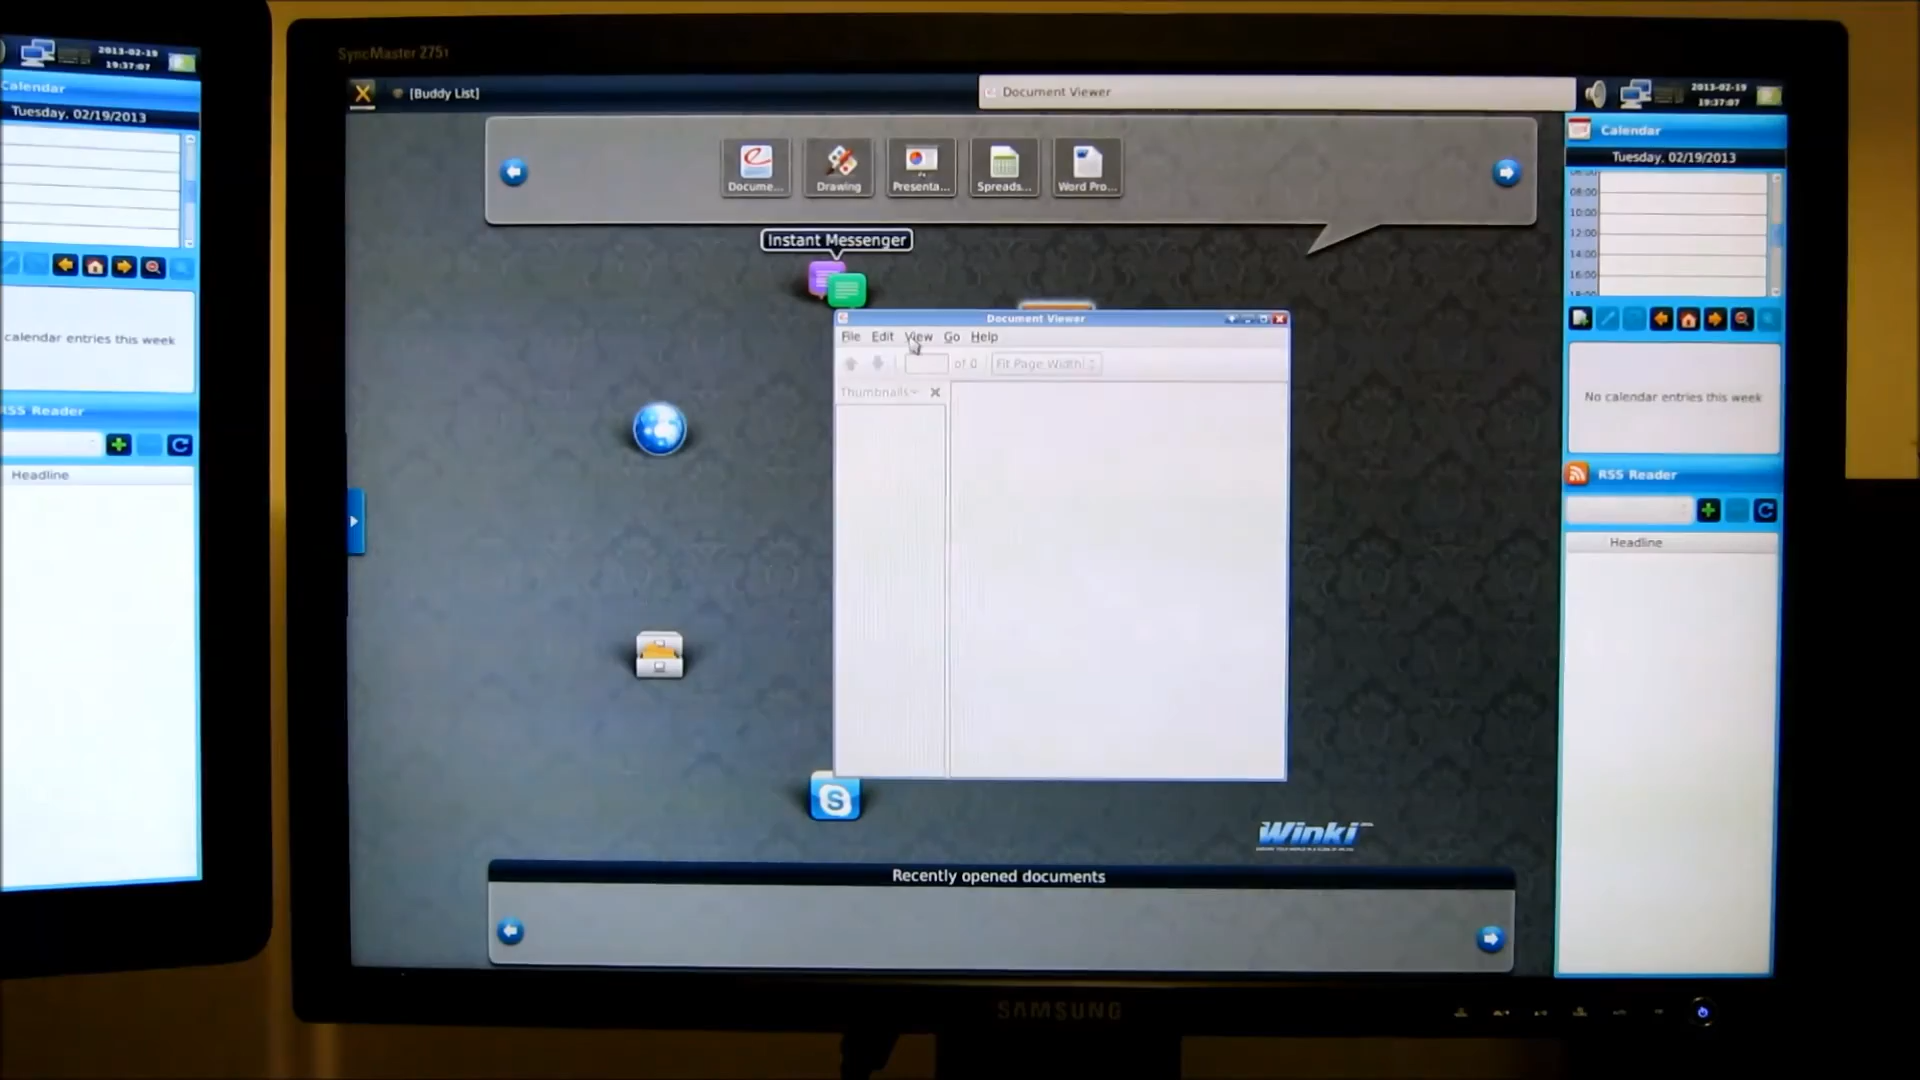 2013-02-19
19:37:07
Calendar
Tuesday, 02/19/2013
calendar entries this week
RSS Reader
Headline
SyncMaster 275T
[Buddy List]
Document Viewer
2013-02-19
19:37:07
Docume...
Drawing
Presenta...
Spreads...
Word Pro...
Instant Messenger
Document Viewer
File Edit View Go Help
of 0 Fit Page Width
Thumbnails
Calendar
Tuesday, 02/19/2013
08:00
10:00
12:00
14:00
16:00
No calendar entries this week
RSS Reader
Headline
Winki
Recently opened documents
SAMSUNG